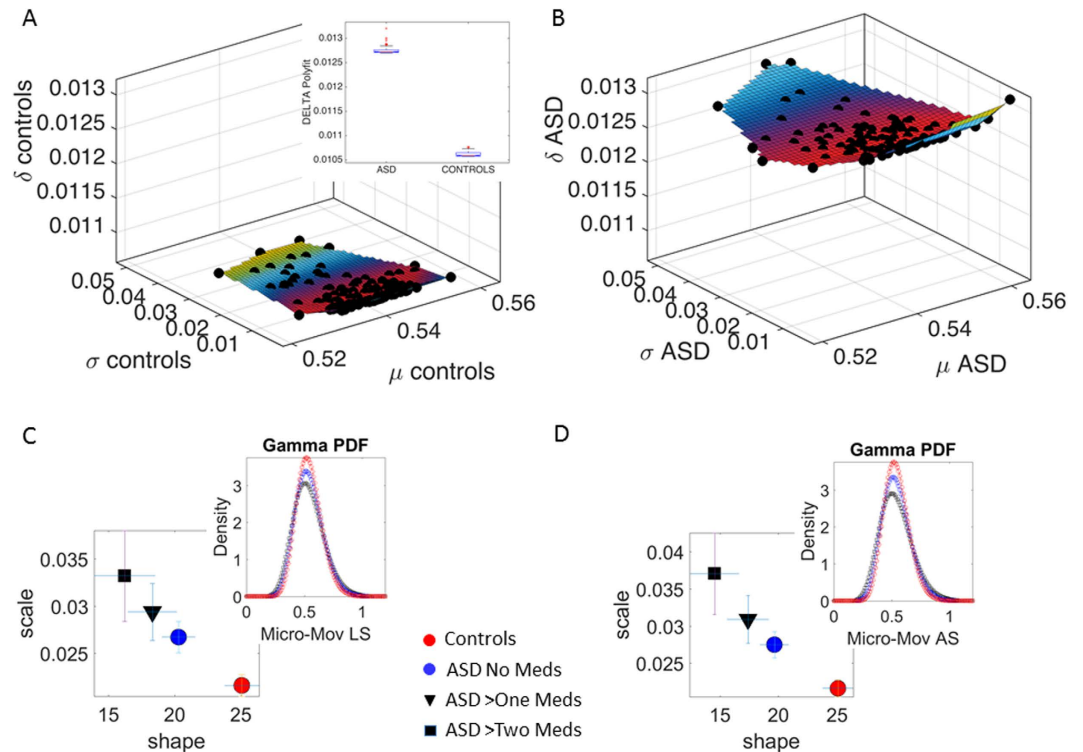 A
B
0.013
0.0125
0.012
0.0115
0.011
δ controls
0.05
0.04
0.03
0.02
0.01
σ controls
0.52
0.54
0.56
μ controls
0.013
0.0125
0.012
0.0115
0.011
0.0105
DELTA Polyfit
ASD
CONTROLS
0.013
0.0125
0.012
0.0115
0.011
δ ASD
0.05
0.04
0.03
0.02
0.01
σ ASD
0.52
0.54
0.56
μ ASD
C
Gamma PDF
3
2
1
0
Density
0
0.5
1
Micro-Mov LS
0.035
0.03
0.025
scale
15
20
25
shape
Controls
ASD No Meds
ASD >One Meds
ASD >Two Meds
D
Gamma PDF
3
2
1
0
Density
0
0.5
1
Micro-Mov AS
0.04
0.035
0.03
0.025
scale
15
20
25
shape